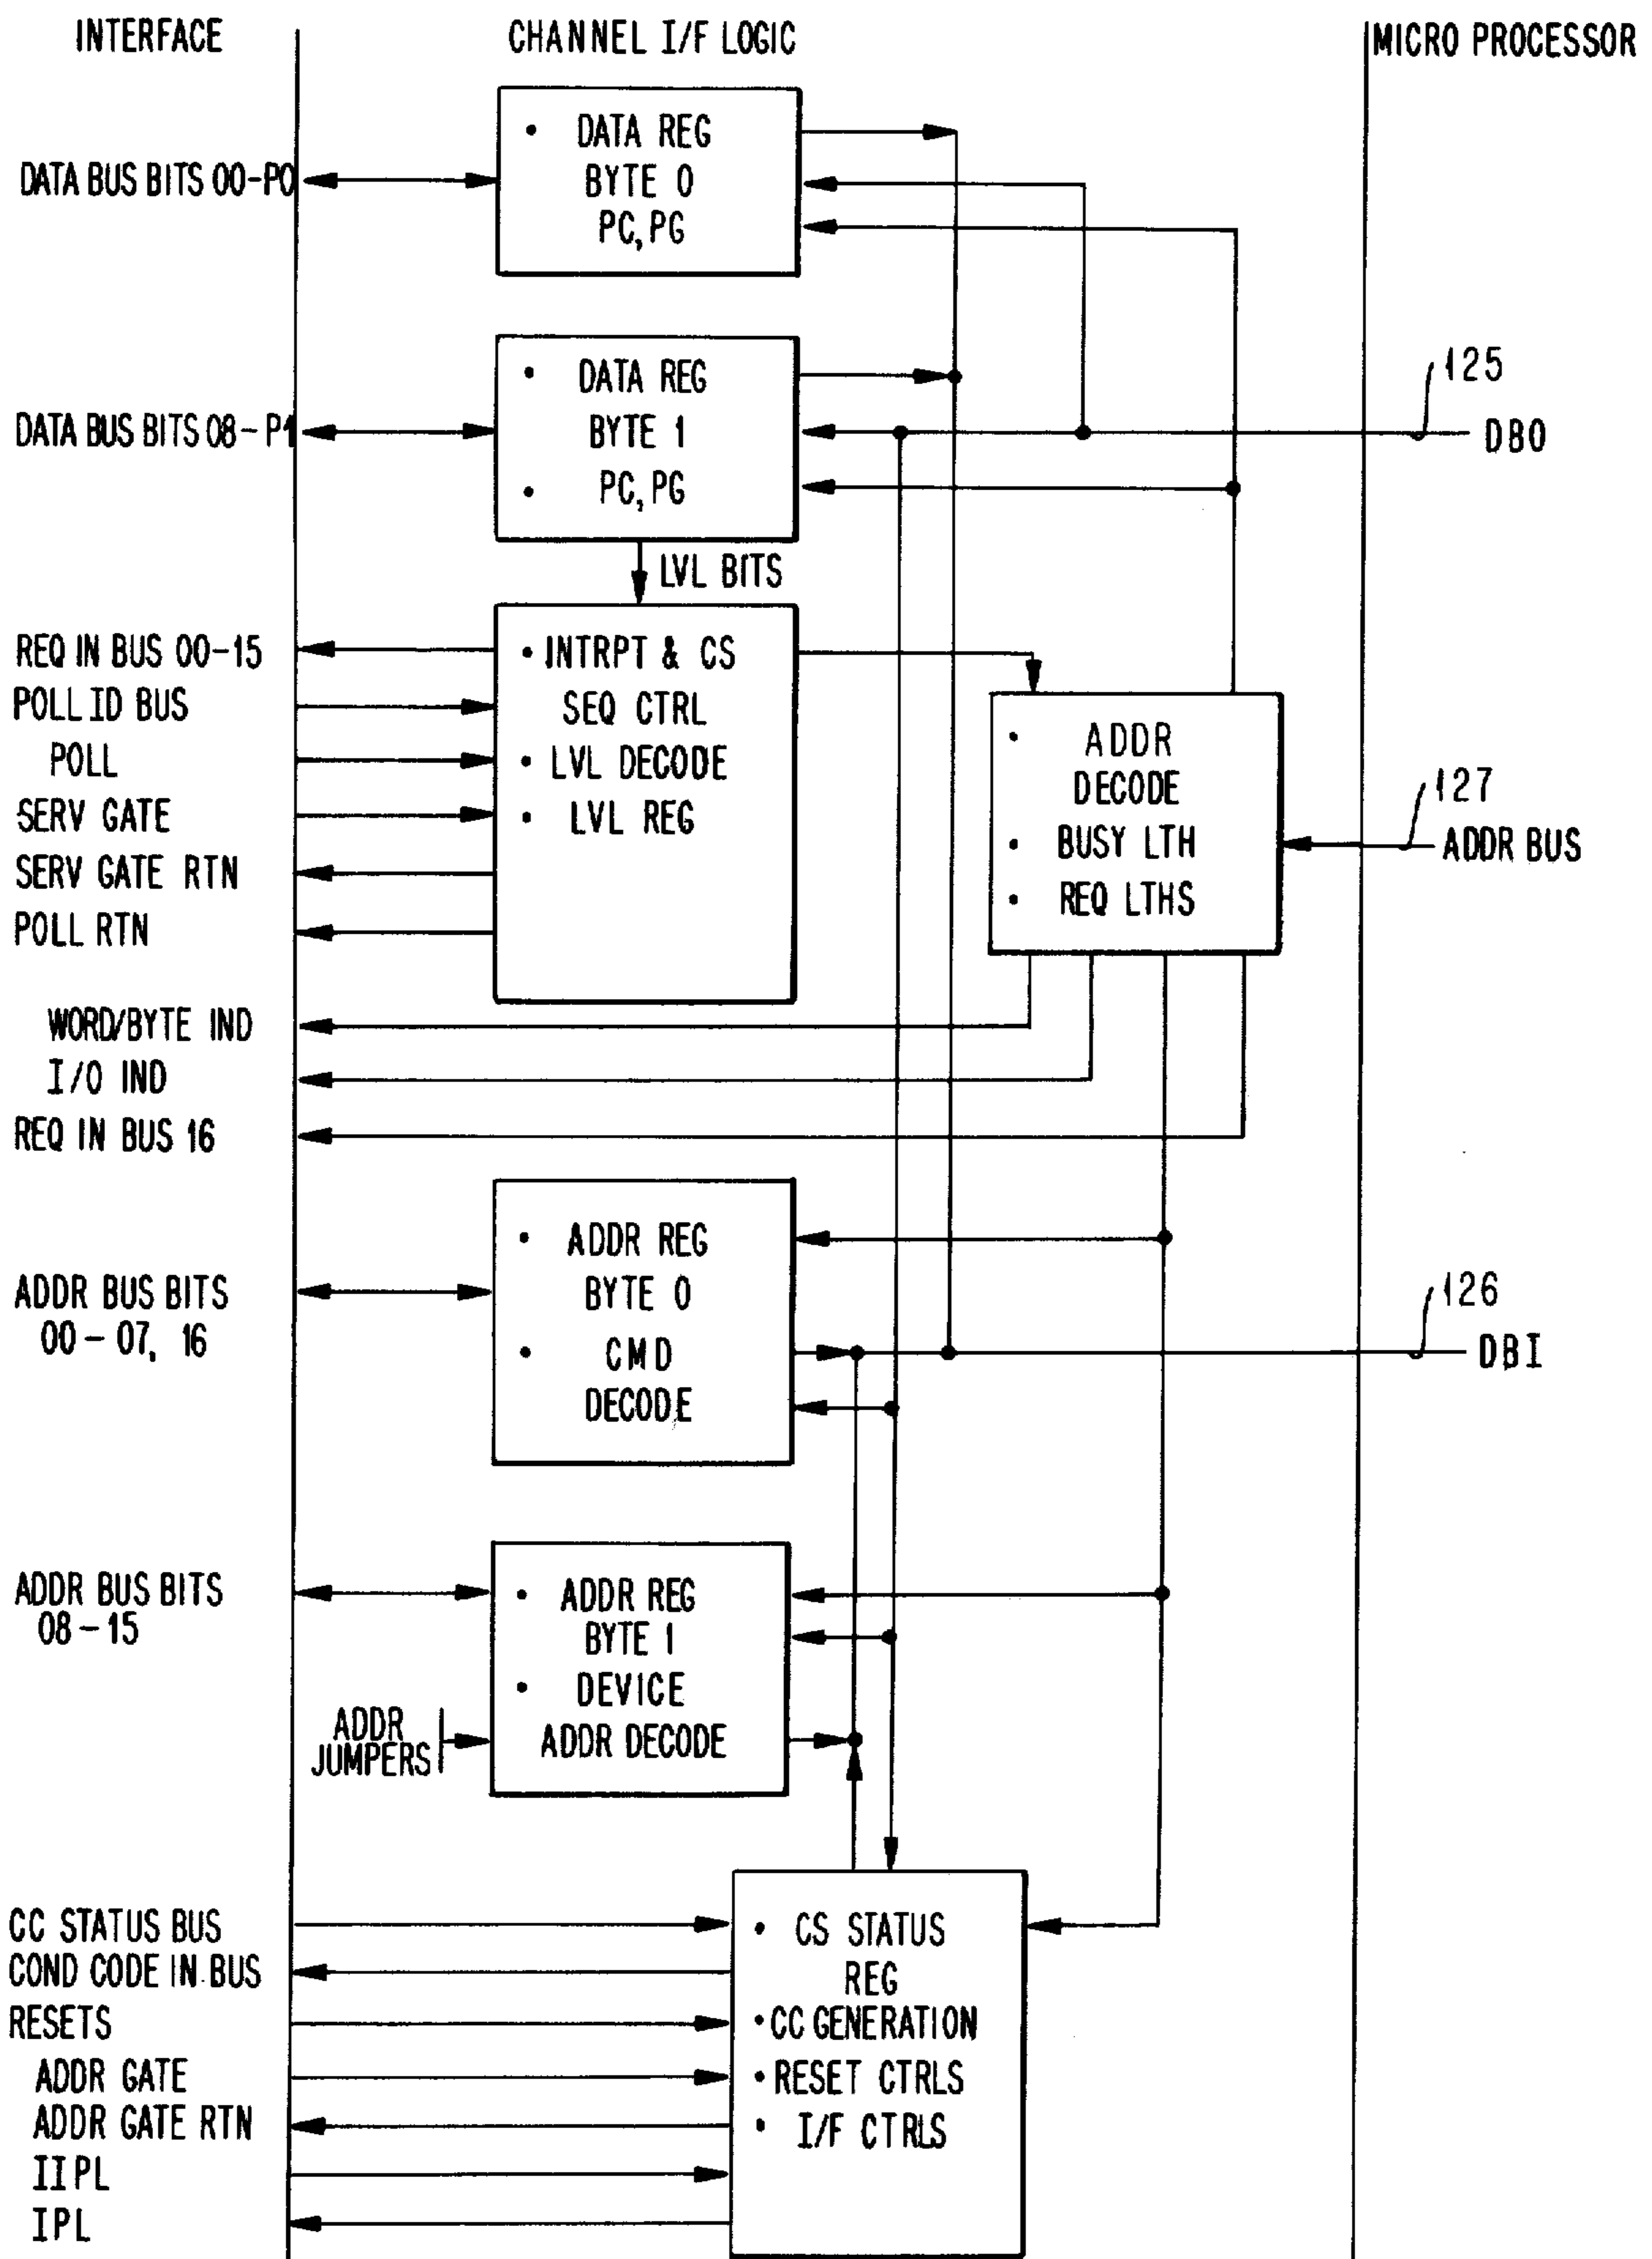 INTERFACE
CHANNEL I/F LOGIC
MICRO PROCESSOR
• DATA REG
BYTE 0
PC, PG
DATA BUS BITS 00-P0
• DATA REG
BYTE 1
• PC, PG
DATA BUS BITS 08-P1
125
DBO
LVL BITS
REQ IN BUS 00-15
POLL ID BUS
POLL
SERV GATE
SERV GATE RTN
POLL RTN
• INTRPT & CS
SEQ CTRL
• LVL DECODE
• LVL REG
• ADDR
DECODE
• BUSY LTH
• REQ LTHS
127
ADDR BUS
WORD/BYTE IND
I/O IND
REQ IN BUS 16
• ADDR REG
BYTE 0
• CMD
DECODE
ADDR BUS BITS
00-07, 16
126
DBI
ADDR BUS BITS
08-15
• ADDR REG
BYTE 1
• DEVICE
ADDR DECODE
ADDR
JUMPERS
CC STATUS BUS
COND CODE IN BUS
RESETS
ADDR GATE
ADDR GATE RTN
IIPL
IPL
• CS STATUS
REG
• CC GENERATION
• RESET CTRLS
• I/F CTRLS